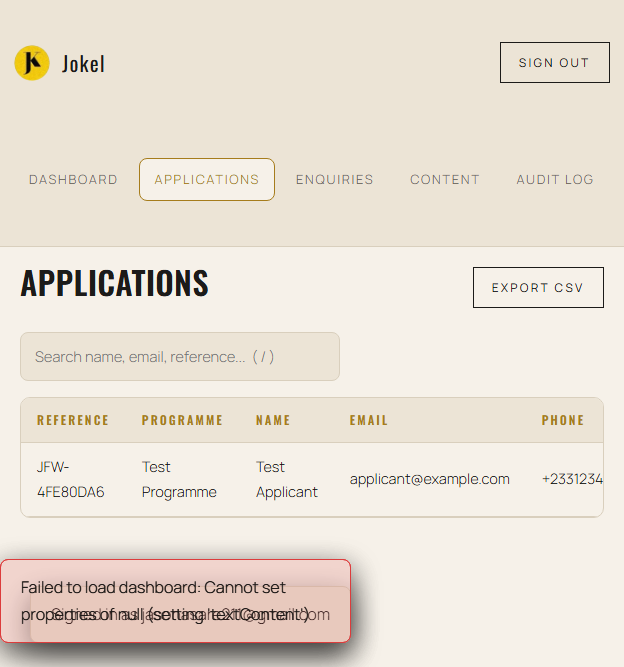 Jokel
SIGN OUT
DASHBOARD APPLICATIONS ENQUIRIES CONTENT AUDIT LOG
APPLICATIONS
EXPORT CSV
Search name, email, reference... ( / )
REFERENCE PROGRAMME NAME EMAIL PHONE
JFW-4FE80DA6 Test Programme Test Applicant applicant@example.com +2331234
Failed to load dashboard: Cannot set
properties of null (setting 'textContent')